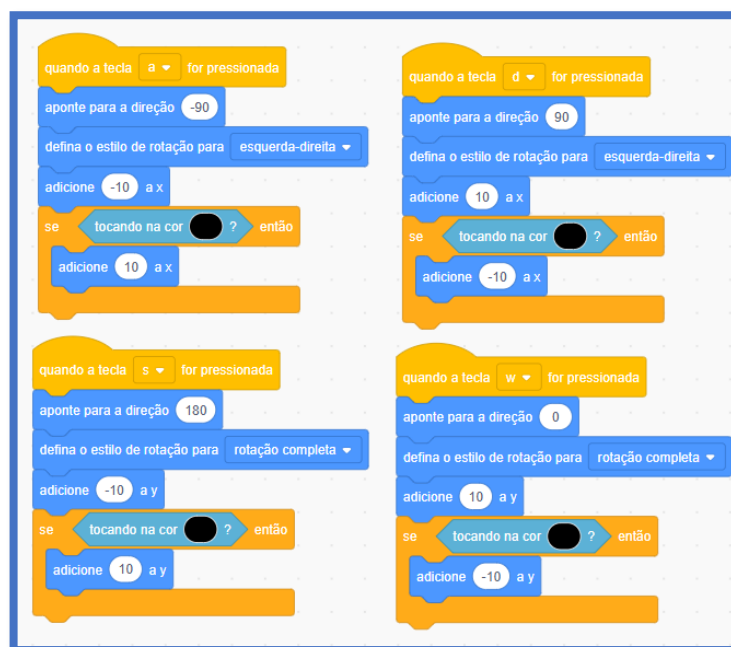 quando a tecla a for pressionada
aponte para a direção -90
defina o estilo de rotação para esquerda-direita
adicione -10 a x
se tocando na cor ? então
adicione 10 a x
quando a tecla d for pressionada
aponte para a direção 90
defina o estilo de rotação para esquerda-direita
adicione 10 a x
se tocando na cor ? então
adicione -10 a x
quando a tecla s for pressionada
aponte para a direção 180
defina o estilo de rotação para rotação completa
adicione -10 a y
se tocando na cor ? então
adicione 10 a y
quando a tecla w for pressionada
aponte para a direção 0
defina o estilo de rotação para rotação completa
adicione 10 a y
se tocando na cor ? então
adicione -10 a y